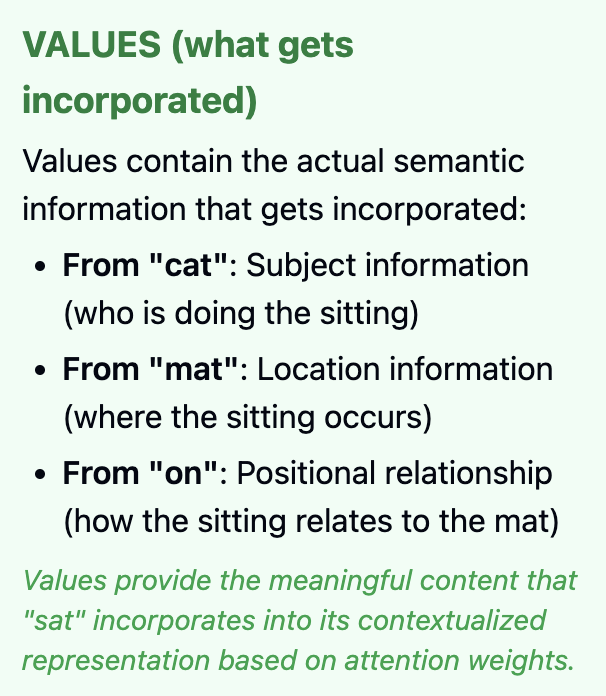 VALUES (what gets
incorporated)
Values contain the actual semantic
information that gets incorporated:
• From "cat": Subject information
(who is doing the sitting)
• From "mat": Location information
(where the sitting occurs)
• From "on": Positional relationship
(how the sitting relates to the mat)
Values provide the meaningful content that
"sat" incorporates into its contextualized
representation based on attention weights.